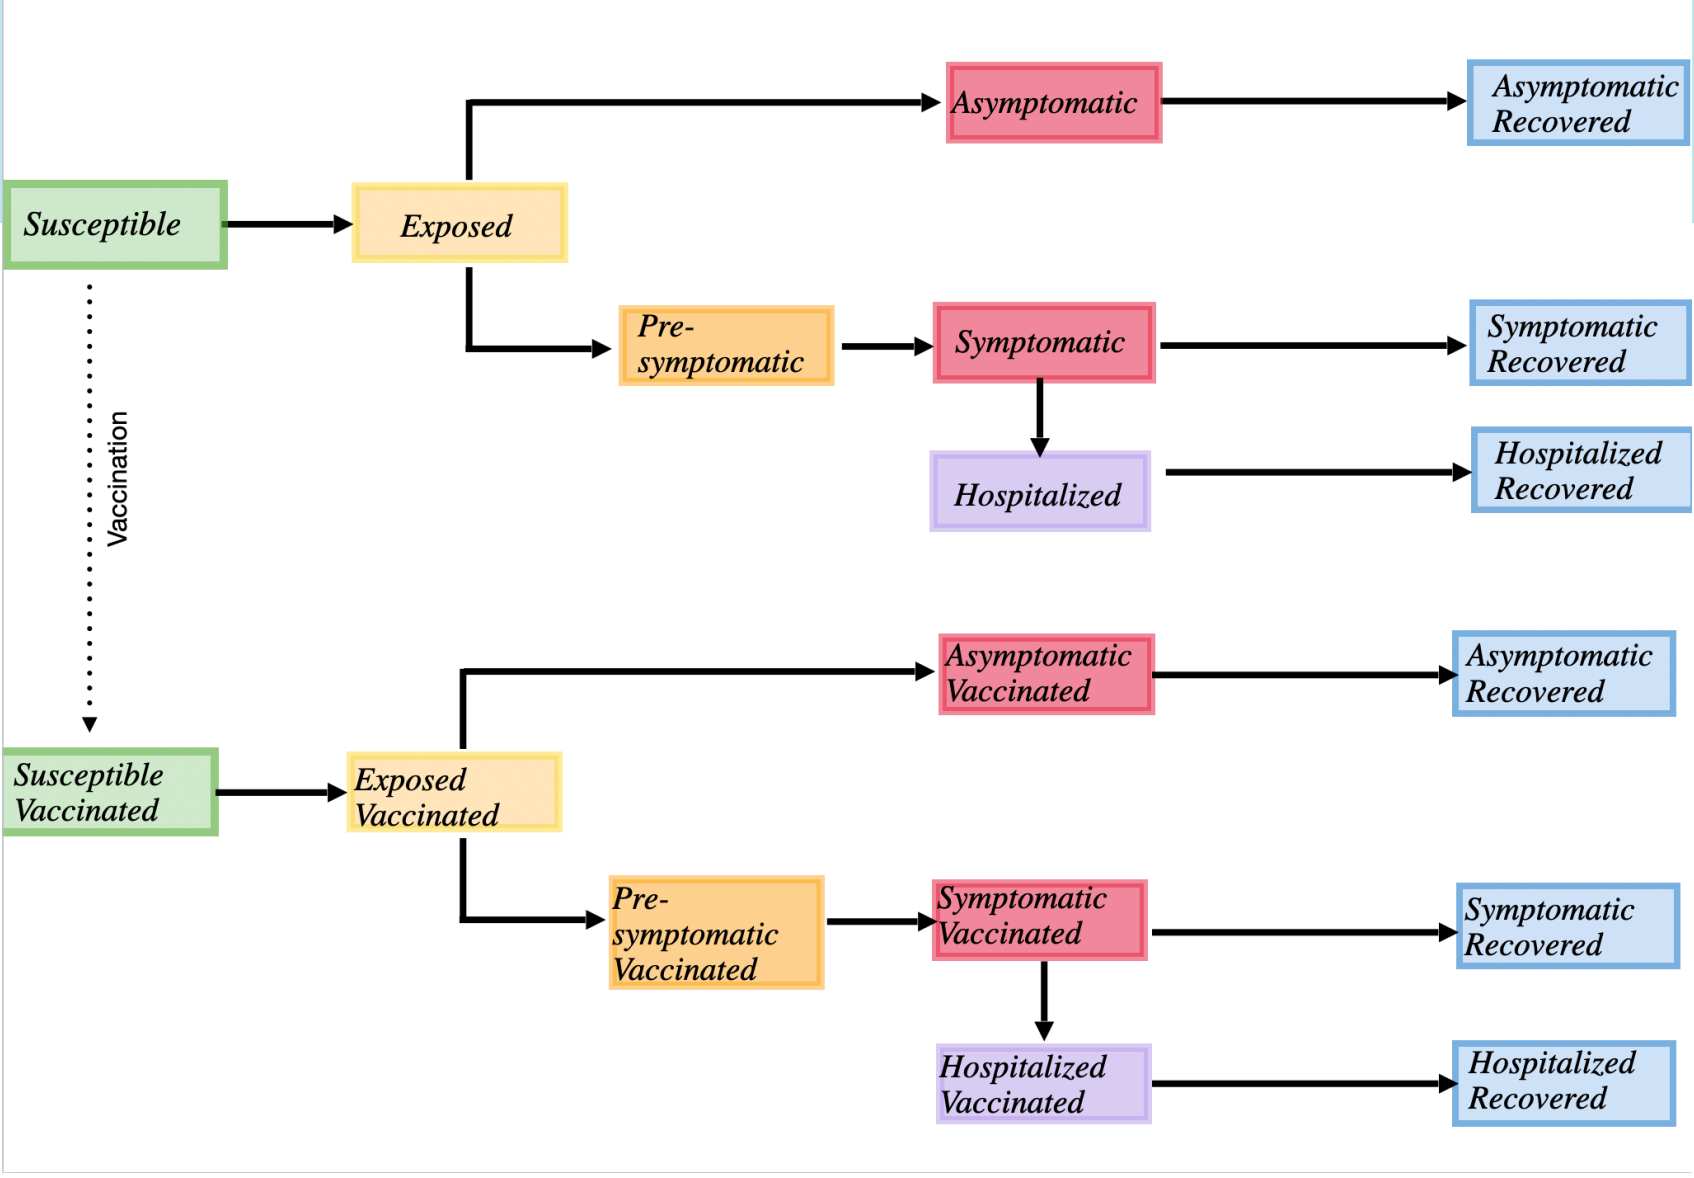 Asymptomatic
Asymptomatic
Recovered
Susceptible
Exposed
Pre-
symptomatic
Symptomatic
Symptomatic
Recovered
Hospitalized
Hospitalized
Recovered
Vaccination
Asymptomatic
Vaccinated
Asymptomatic
Recovered
Susceptible
Vaccinated
Exposed
Vaccinated
Pre-
symptomatic
Vaccinated
Symptomatic
Vaccinated
Symptomatic
Recovered
Hospitalized
Vaccinated
Hospitalized
Recovered